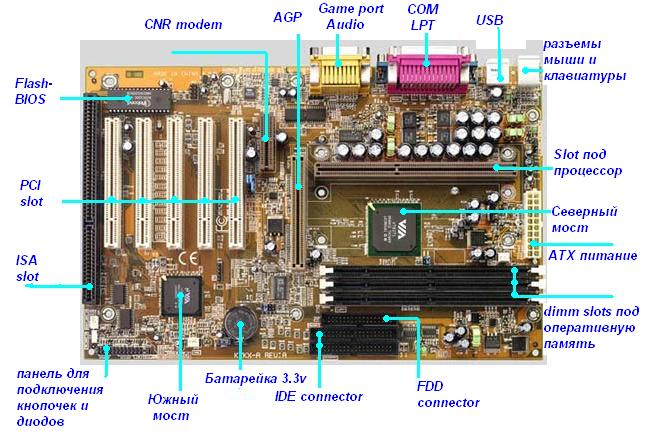 CNR modem
AGP
Game port
Audio
COM
LPT
USB
разъемы
мыши и
клавиатуры
Flash-
BIOS
Slot под
процессор
PCI
slot
Северный
мост
VIA
ATX питание
ISA
slot
VIA
dimm slots под
оперативную
память
панель для
подключения
кнопочек и
диодов
Южный
мост
Батарейка 3.3v
IDE connector
FDD
connector